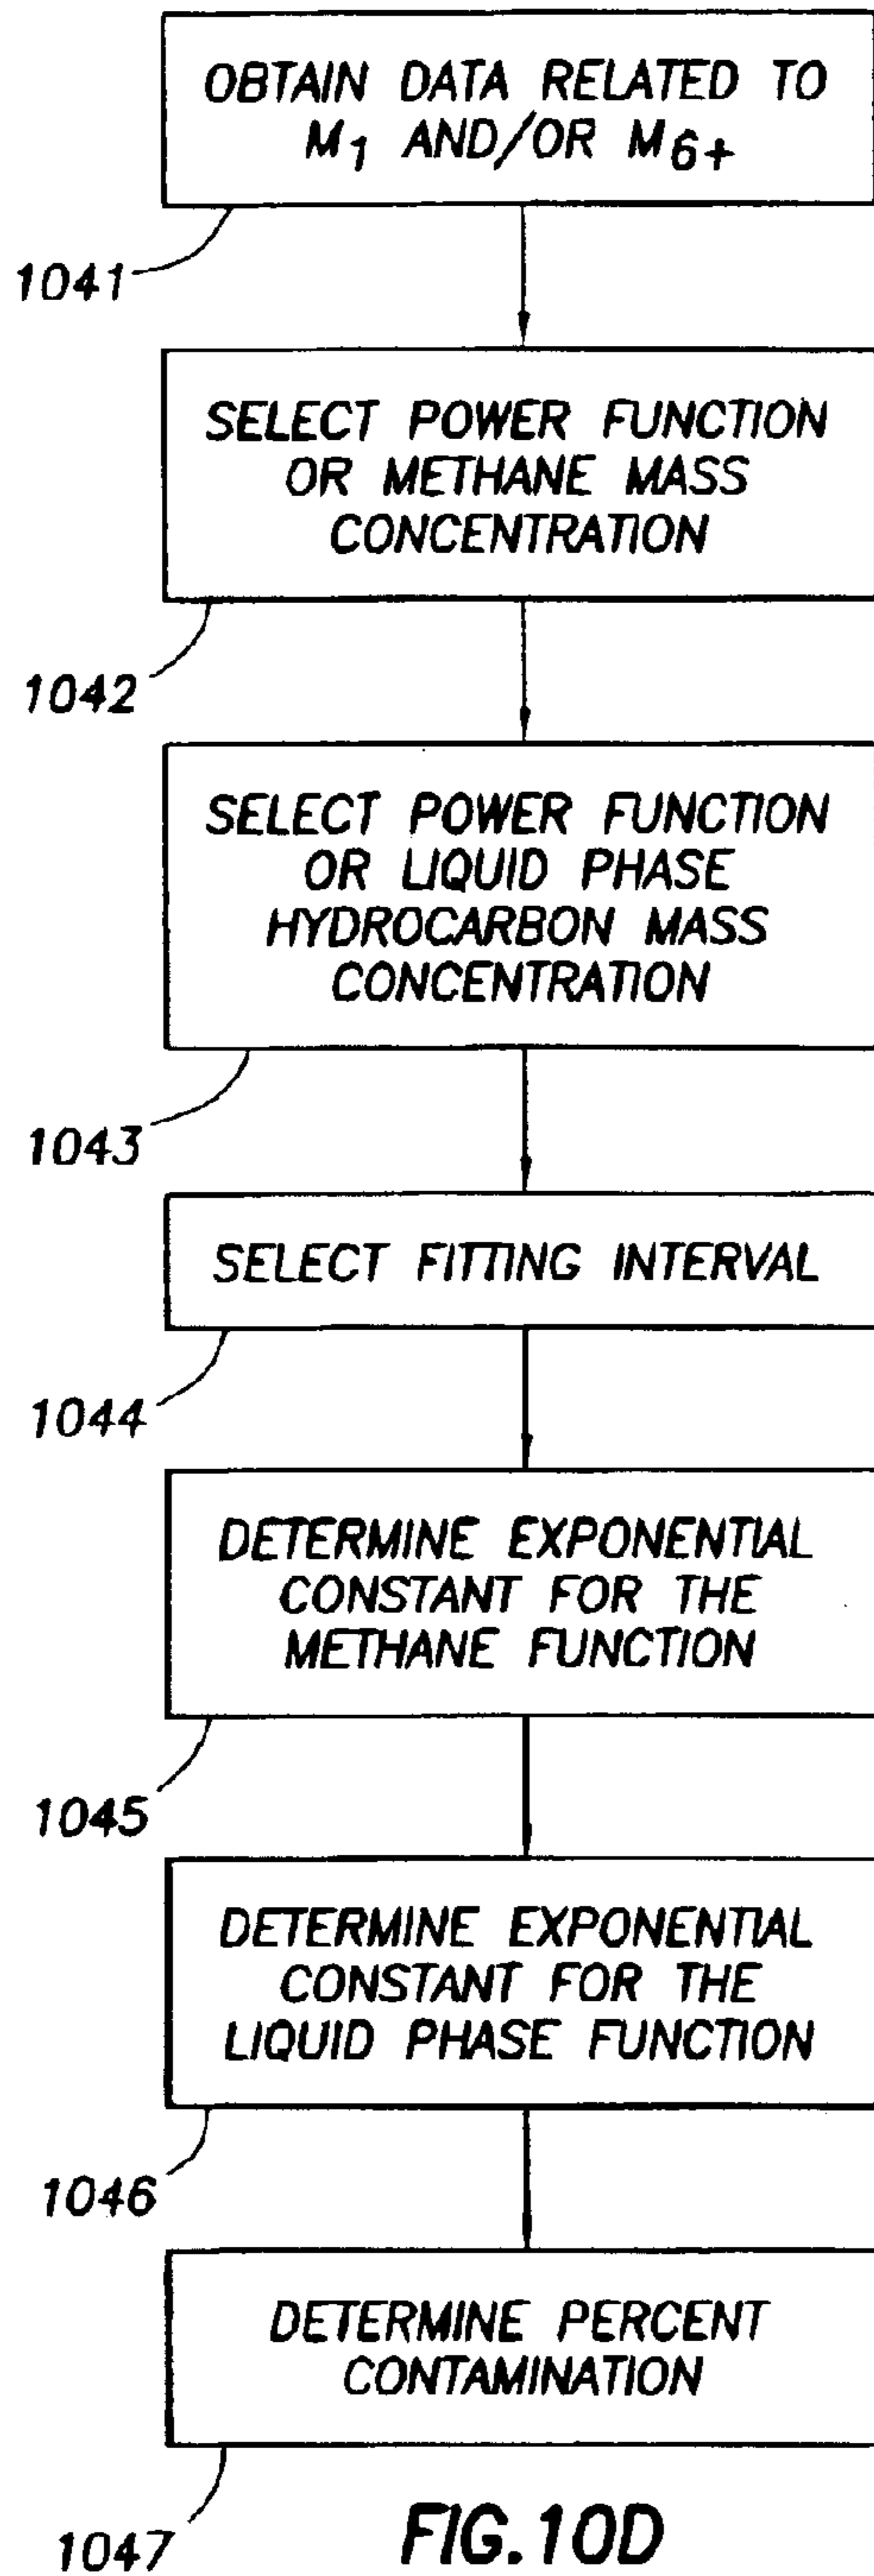 OBTAIN DATA RELATED TO
M1 AND/OR M6+
1041
SELECT POWER FUNCTION
OR METHANE MASS
CONCENTRATION
1042
SELECT POWER FUNCTION
OR LIQUID PHASE
HYDROCARBON MASS
CONCENTRATION
1043
SELECT FITTING INTERVAL
1044
DETERMINE EXPONENTIAL
CONSTANT FOR THE
METHANE FUNCTION
1045
DETERMINE EXPONENTIAL
CONSTANT FOR THE
LIQUID PHASE FUNCTION
1046
DETERMINE PERCENT
CONTAMINATION
1047
FIG.10D